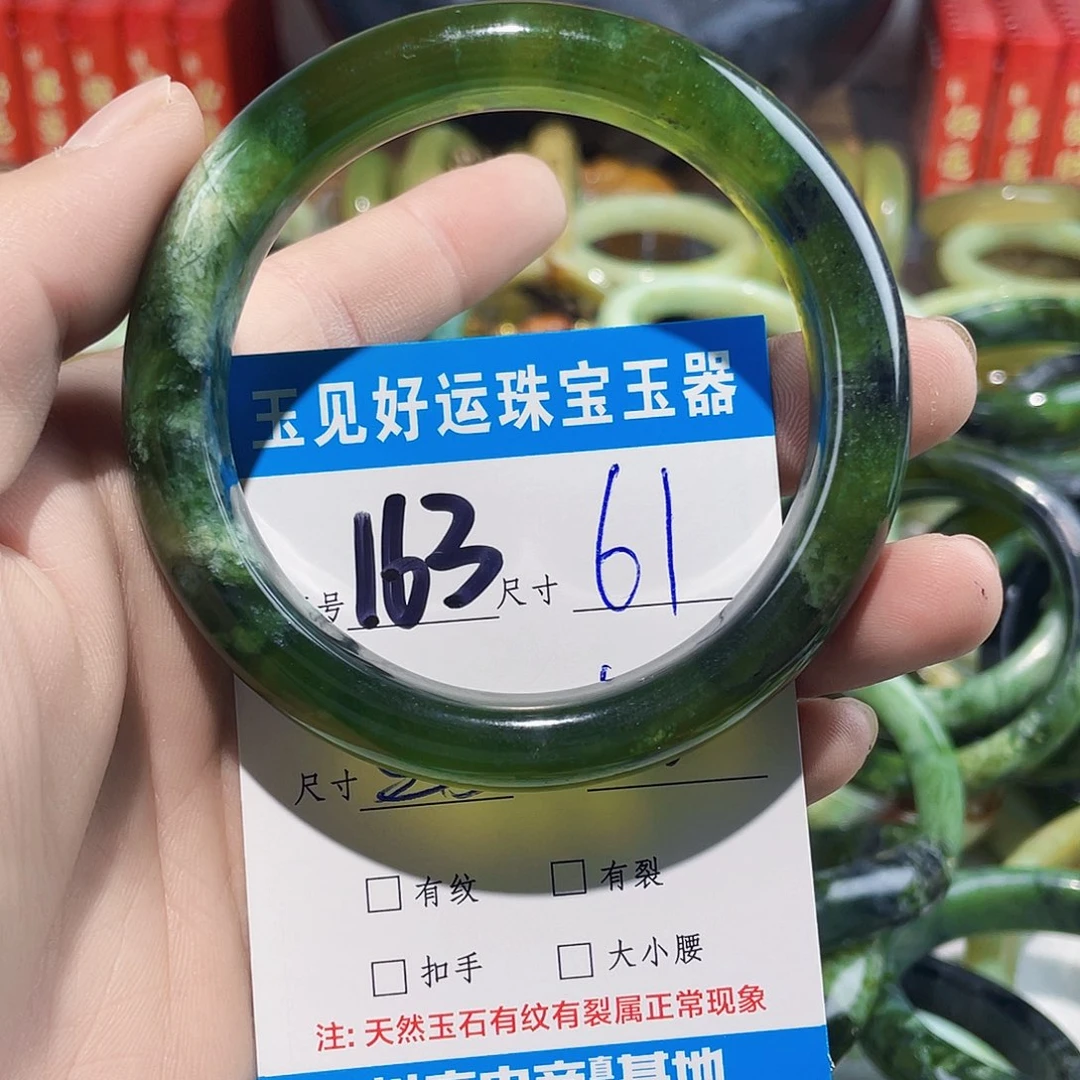 玉见好运珠宝玉器
号 163 尺寸 61
尺寸
有纹 有裂
扣手 大小腰
注: 天然玉石有纹有裂属正常现象
基地